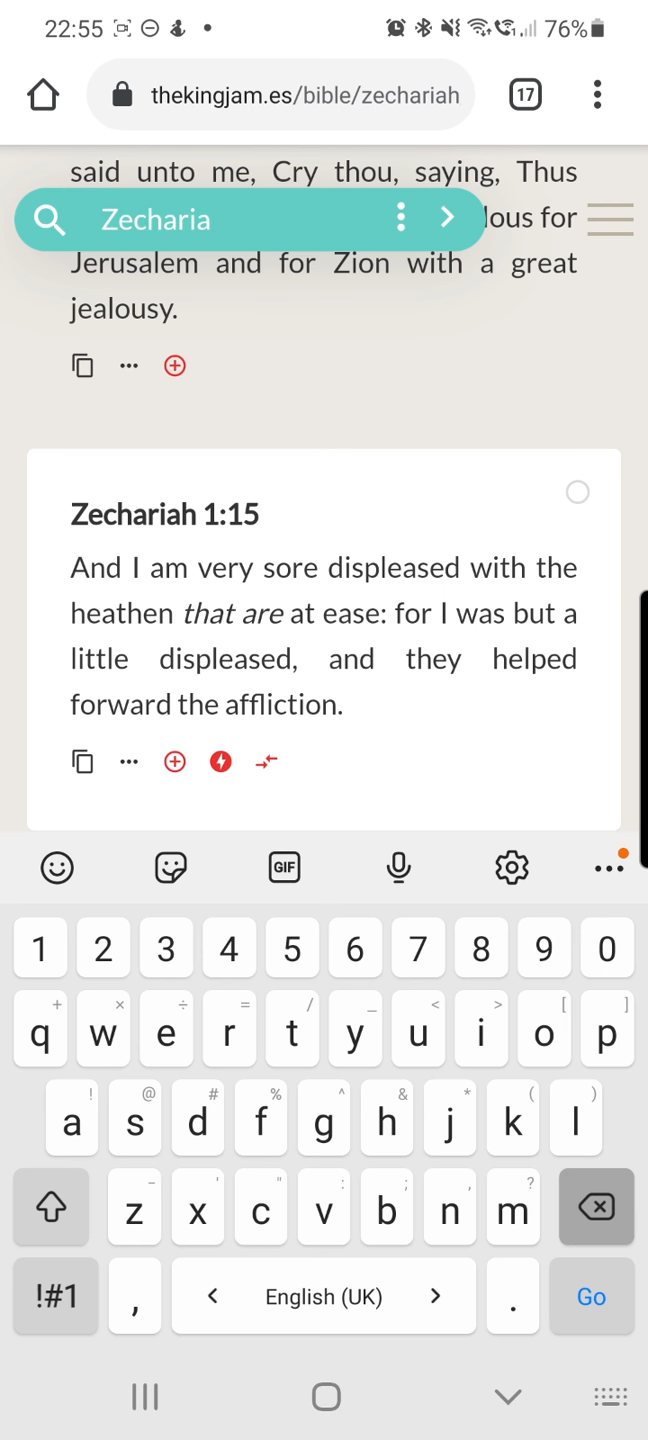 22:55 76%
thekingjam.es/bible/zechariah 17
said unto me, Cry thou, saying, Thus
Zecharia lous for
Jerusalem and for Zion with a great
jealousy.
Zechariah 1:15
And I am very sore displeased with the
heathen that are at ease: for I was but a
little displeased, and they helped
forward the affliction.
GIF
1 2 3 4 5 6 7 8 9 0
+ × ÷ = / _ < > [ ]
q w e r t y u i o p
! @ # % ^ & * ( )
a s d f g h j k l
- ' " : ; , ?
z x c v b n m
!#1 , < English (UK) > . Go